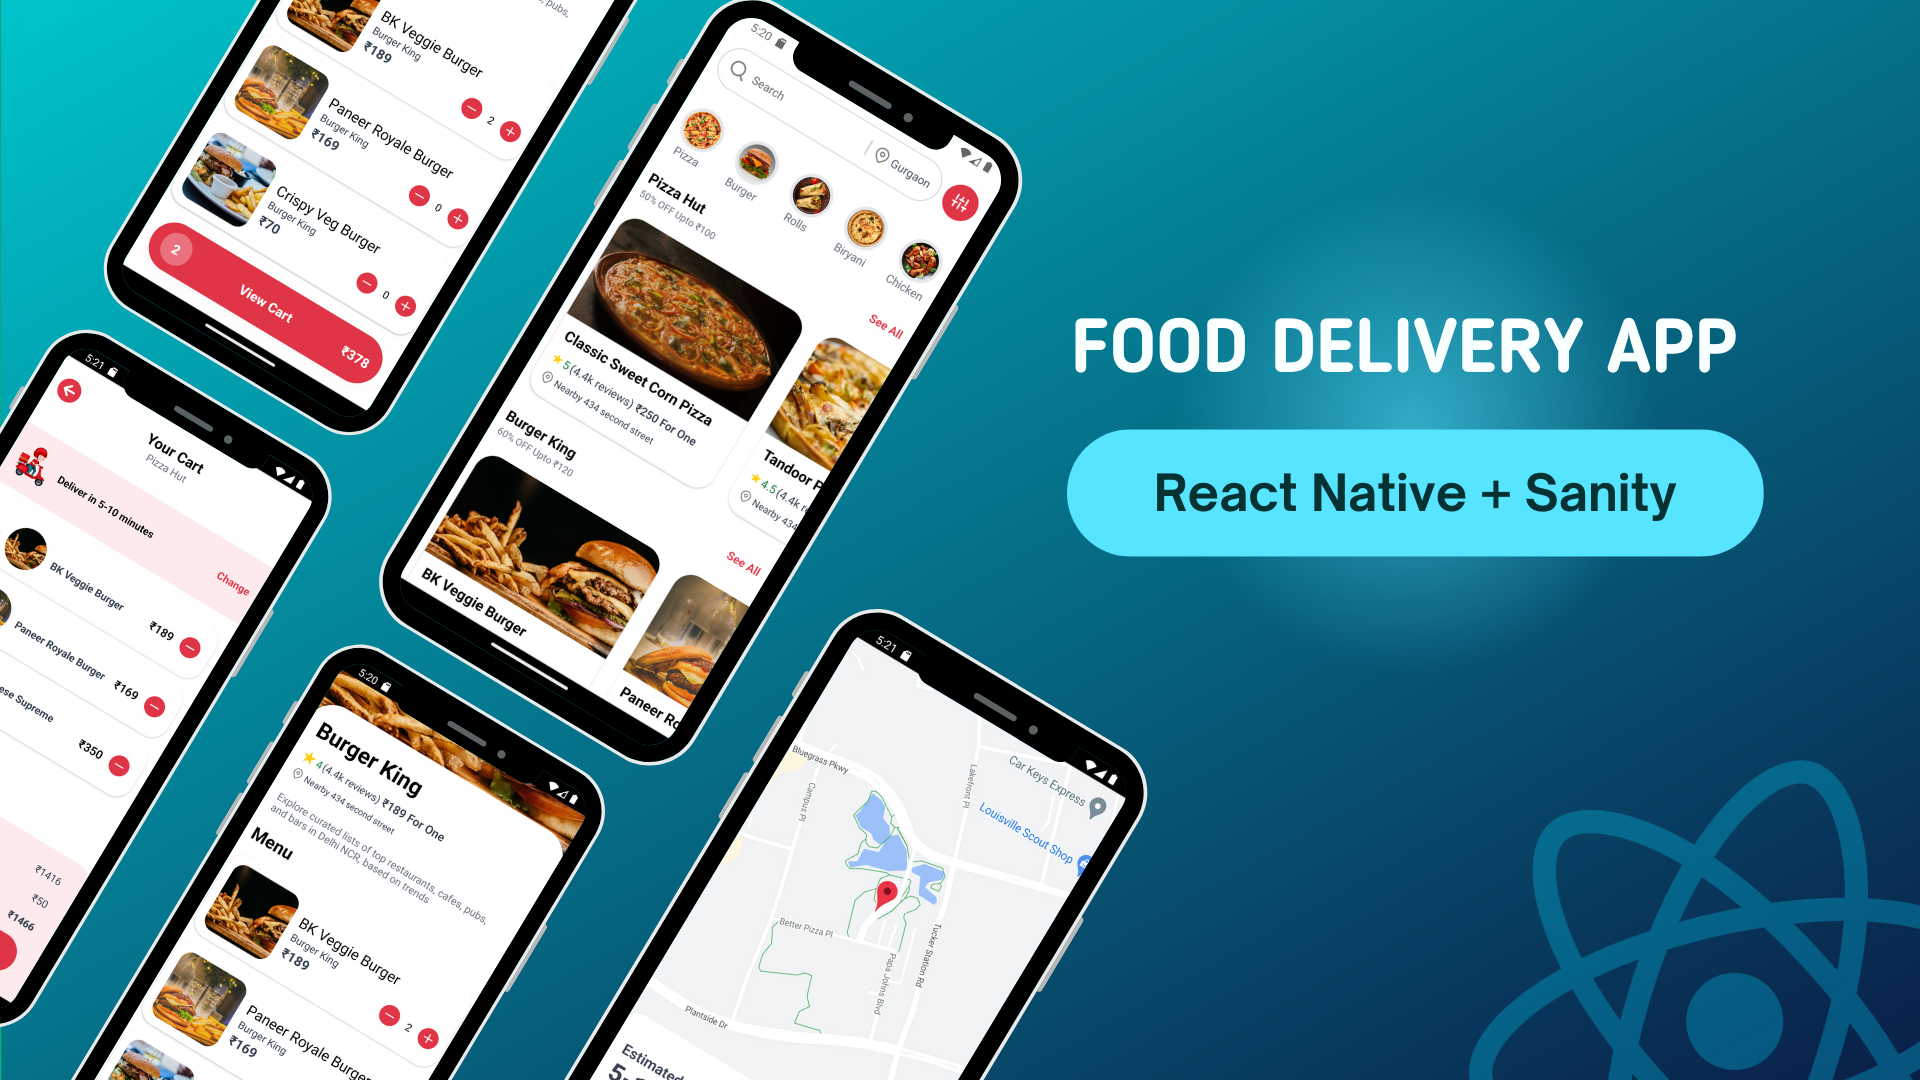 FOOD DELIVERY APP
React Native + Sanity
BK Veggie Burger
Burger King
₹189
2
Paneer Royale Burger
Burger King
₹169
0
Crispy Veg Burger
Burger King
₹70
0
2
View Cart
₹378
5:20
Search
Gurgaon
Pizza
Burger
Rolls
Biryani
Chicken
Pizza Hut
50% OFF Upto ₹100
See All
Classic Sweet Corn Pizza
5 (4.4k reviews) ₹250 For One
Nearby 434 second street
Tandoor
4.5 (4.4k
Nearby 434
Burger King
60% OFF Upto ₹120
See All
BK Veggie Burger
Paneer
5:21
Your Cart
Pizza Hut
Deliver in 5-10 minutes
Change
BK Veggie Burger
₹189
Paneer Royale Burger
₹169
Supreme
₹350
₹1416
₹50
₹1466
5:20
Burger King
4 (4.4k reviews) ₹189 For One
Nearby 434 second street
Explore curated lists of top restaurants, cafes, pubs,
and bars in Delhi NCR, based on trends
Menu
BK Veggie Burger
Burger King
₹189
2
Paneer Royale Burger
Burger King
₹169
5:21
Bluegrass Pkwy
Campus Pl
Lakefront Pl
Car Keys Express
Louisville Scout Shop
Better Pizza Pl
Papa Johns Blvd
Tucker Station Rd
Plantside Dr
Estimated